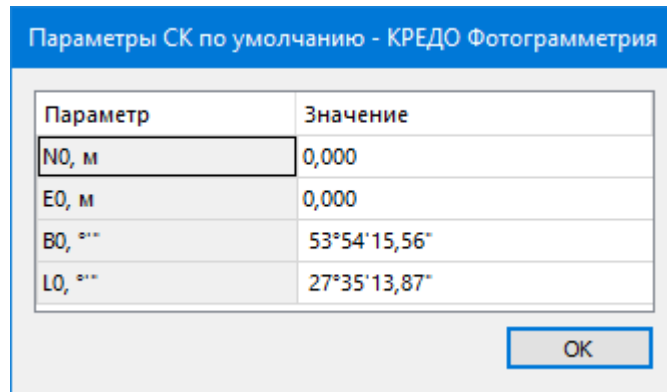 Параметры СК по умолчанию - КРЕДО Фотограмметрия
Параметр Значение
N0, м 0,000
E0, м 0,000
B0, °'" 53°54'15,56"
L0, °'" 27°35'13,87"
OK